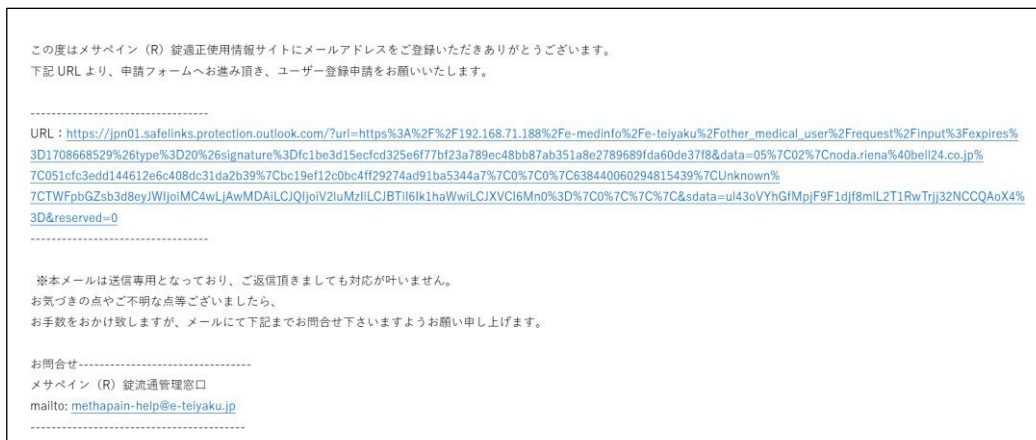 この度はメサペイン（R）錠適正使用情報サイトにメールアドレスをご登録いただきありがとうございます。
下記 URL より、申請フォームへお進み頂き、ユーザー登録申請をお願いいたします。
----------------------------------
URL：https://jpn01.safelinks.protection.outlook.com/?url=https%3A%2F%2F192.168.71.188%2Fe-medinfo%2Fe-teiyaku%2Fother_medical_user%2Frequest%2Finput%3Fexpires%
3D1708668529%26type%3D20%26signature%3Dfc1be3d15ecfcd325e6f77bf23a789ec48bb87ab351a8e2789689fda60de37f8&data=05%7C02%7Cnoda.riena%40bell24.co.jp%
7C051cfc3edd144612e6c408dc31da2b39%7Cbc19ef12c0bc4ff29274ad91ba5344a7%7C0%7C0%7C638440060294815439%7CUnknown%
7CTWFpbGZsb3d8eyJWIjoiMC4wLjAwMDAiLCJQIjoiV2luMzIiLCJBTiI6Ik1haWwiLCJXVCI6Mn0%3D%7C0%7C%7C%7C&sdata=ul43oVYhGfMpjF9F1djf8mlL2T1RwTrjj32NCCQAoX4%
3D&reserved=0
----------------------------------
※本メールは送信専用となっており、ご返信頂きましても対応が叶いません。
お気づきの点やご不明な点等ございましたら、
お手数をおかけ致しますが、メールにて下記までお問合せ下さいますようお願い申し上げます。
お問合せ---------------------------------
メサペイン（R）錠流通管理窓口
mailto: methapain-help@e-teiyaku.jp
-----------------------------------------